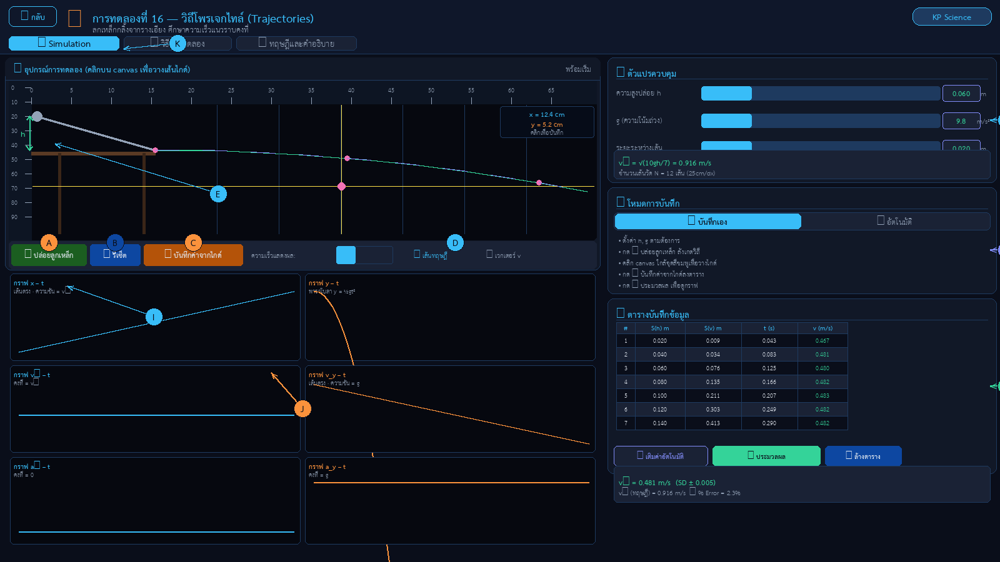 กลับ
การทดลองที่ 16 — วิถีโพรเจกไทล์ (Trajectories)
ลูกเหล็กกลิ้งจากรางเอียง ศึกษาความเร็วแนวราบคงที่
KP Science
Simulation
K
ทดลอง
ทฤษฎีและคำอธิบาย
อุปกรณ์การทดลอง (คลิกบน canvas เพื่อวางเส้นไกด์)
พร้อมเริ่ม
0 5 10 15 20 25 30 35 40 45 50 55 60 65
0
10
20
30
40
50
60
70
80
90
h
x = 12.4 cm
y = 5.2 cm
คลิกเพื่อบันทึก
E
A
B
C
D
ปล่อยลูกเหล็ก
รีเซ็ต
บันทึกค่าจากไกด์
ความเร็วแสดงผล:
เส้นทฤษฎี
เวกเตอร์ v
กราฟ x – t
เส้นตรง · ความชัน = v
I
กราฟ y – t
พาราโบลา y = ½gt²
กราฟ v – t
คงที่ = v
J
กราฟ v_y – t
เส้นตรง · ความชัน = g
กราฟ a – t
คงที่ = 0
กราฟ a_y – t
คงที่ = g
ตัวแปรควบคุม
ความสูงปล่อย h 0.060 m
g (ความโน้มถ่วง) 9.8 m/s²
ระยะระหว่างเส้น 0.020 m
v = √(10gh/7) = 0.916 m/s
จำนวนเส้นวัด N = 12 เส้น (25cm/dx)
โหมดการบันทึก
บันทึกเอง
อัตโนมัติ
• ตั้งค่า h, g ตามต้องการ
• กด ปล่อยลูกเหล็ก สังเกตวิถี
• คลิก canvas ใกล้จุดสีชมพูเพื่อวางไกด์
• กด บันทึกค่าจากไกด์ลงตาราง
• กด ประมวลผล เพื่อดูกราฟ
ตารางบันทึกข้อมูล
# S(h) m S(v) m t (s) v (m/s)
1 0.020 0.009 0.043 0.467
2 0.040 0.034 0.083 0.481
3 0.060 0.076 0.125 0.480
4 0.080 0.135 0.166 0.482
5 0.100 0.211 0.207 0.483
6 0.120 0.303 0.249 0.482
7 0.140 0.413 0.290 0.482
เติมค่าอัตโนมัติ
ประมวลผล
ล้างตาราง
v = 0.481 m/s (SD ± 0.005)
v (ทฤษฎี) = 0.916 m/s % Error = 2.3%